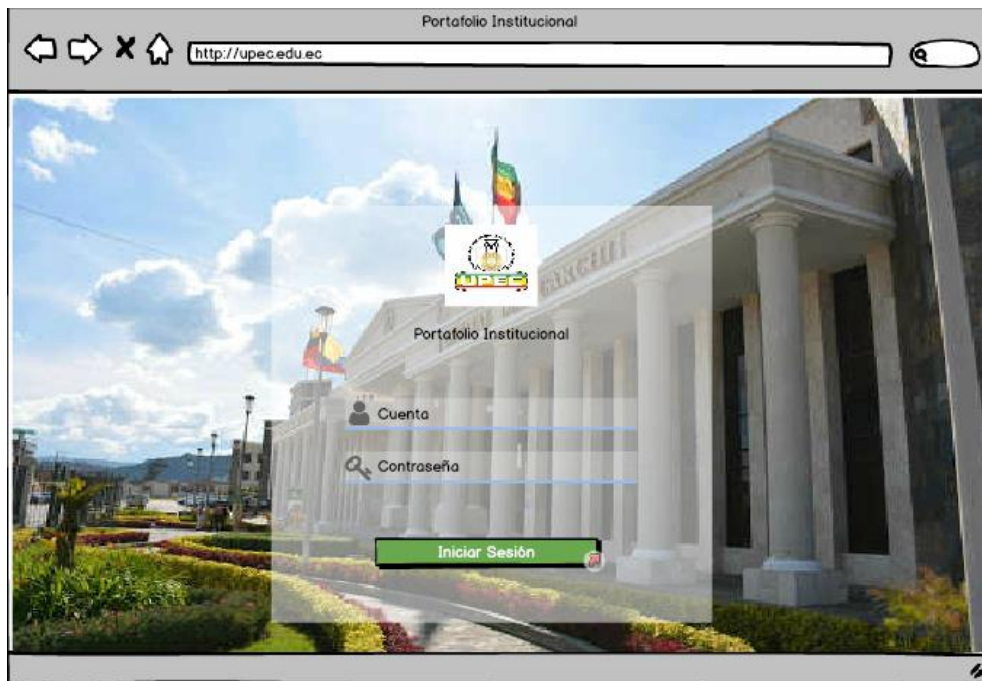 Portafolio Institucional
http://upec.edu.ec
UPEC
Portafolio Institucional
Cuenta
Contraseña
Iniciar Sesión